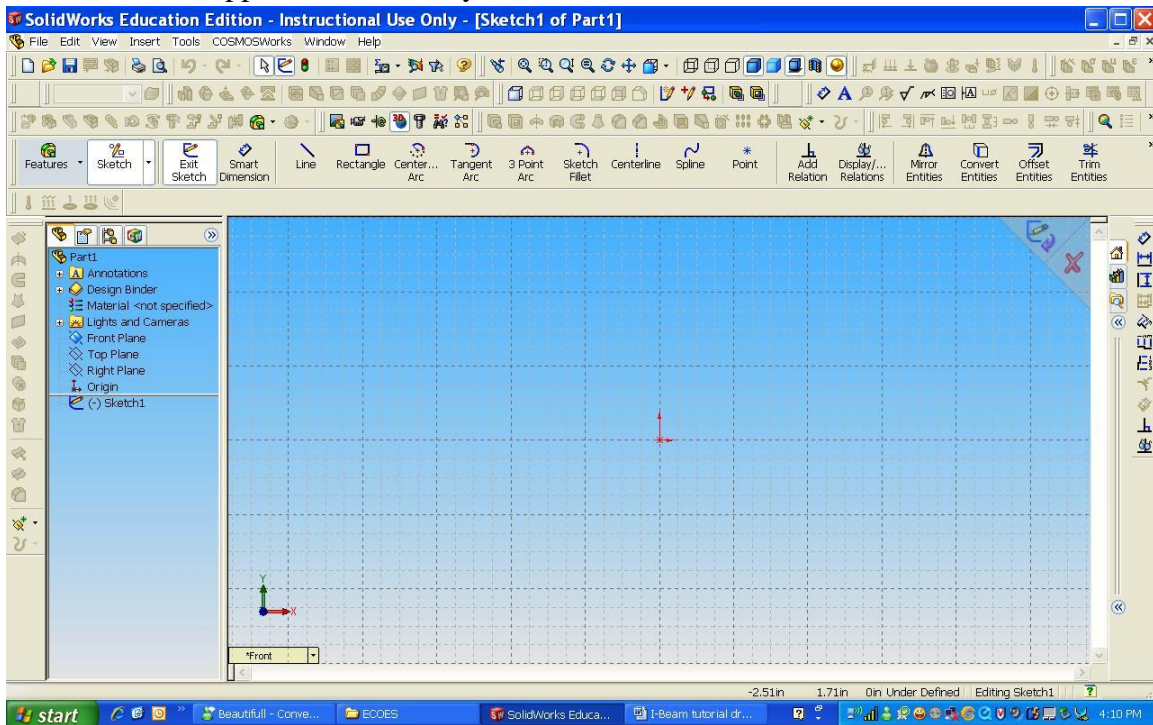 SolidWorks Education Edition - Instructional Use Only - [Sketch1 of Part1]
File Edit View Insert Tools COSMOSWorks Window Help
Features Sketch Exit Sketch Smart Dimension Line Rectangle Center... Arc Tangent Arc 3 Point Arc Sketch Fillet Centerline Spline Point Add Relation Display/... Relations Mirror Entities Convert Entities Offset Entities Trim Entities
Part1
Annotations
Design Binder
Material <not specified>
Lights and Cameras
Front Plane
Top Plane
Right Plane
Origin
(-) Sketch1
Y
X
*Front
-2.51in 1.71in 0in Under Defined Editing Sketch1
start Beautifull - Conve... ECOES SolidWorks Educa... I-Beam tutorial dr... 4:10 PM